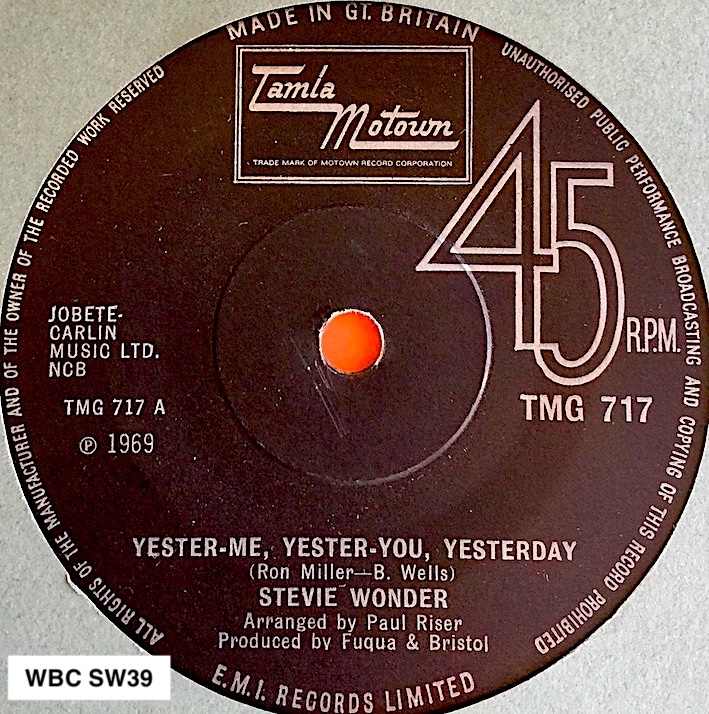 MADE IN GT. BRITAIN
UNAUTHORISED PUBLIC PERFORMANCE BROADCASTING AND COPYING OF THIS RECORD PROHIBITED
ALL RIGHTS OF THE MANUFACTURER AND OF THE OWNER OF THE RECORDED WORK RESERVED
Tamla
Motown
TRADE MARK OF MOTOWN RECORD CORPORATION
45
R.P.M.
TMG 717
JOBETE-
CARLIN
MUSIC LTD.
NCB
TMG 717 A
℗ 1969
YESTER-ME, YESTER-YOU, YESTERDAY
(Ron Miller—B. Wells)
STEVIE WONDER
Arranged by Paul Riser
Produced by Fuqua & Bristol
E.M.I. RECORDS LIMITED
WBC SW39